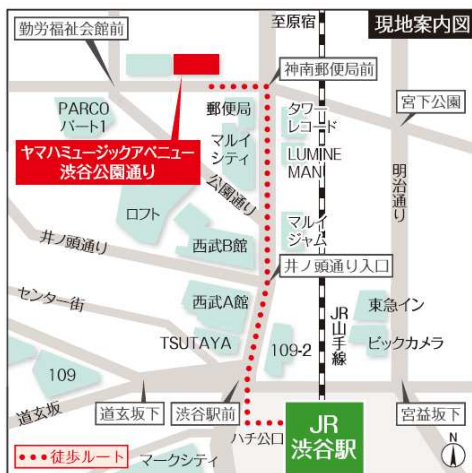 至原宿
現地案内図
勤労福祉会館前
神南郵便局前
宮下公園
PARCO
パート1
郵便局
タワー
レコード
ヤマハミュージックアベニュー
渋谷公園通り
マルイ
シティ
LUMINE
MAN
公園通り
明治通り
ロフト
マルイ
ジャム
井ノ頭通り
西武B館
井ノ頭通り入口
センター街
西武A館
JR
山手線
東急イン
TSUTAYA
109-2
ビックカメラ
109
道玄坂
道玄坂下
渋谷駅前
宮益坂下
ハチ公口
JR
渋谷駅
徒歩ルート
マークシティ
N